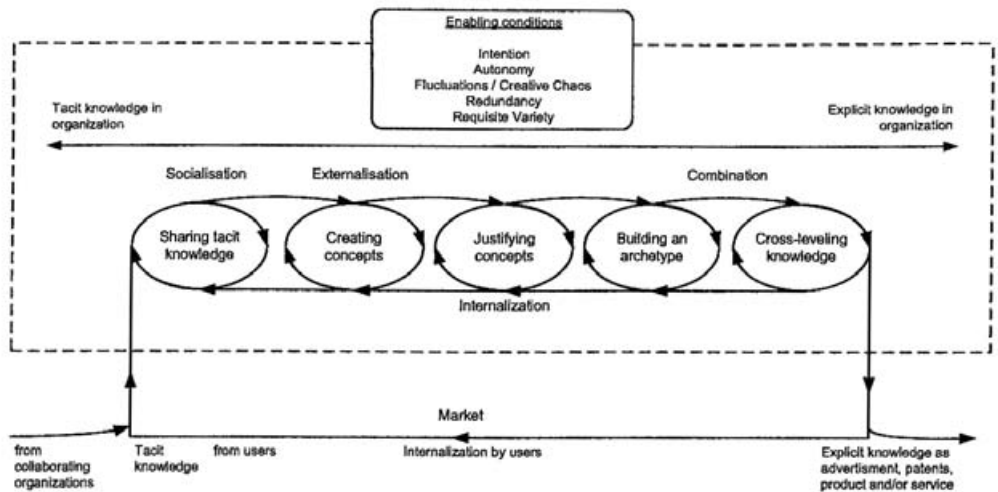 Enabling conditions
Intention
Autonomy
Fluctuations / Creative Chaos
Redundancy
Requisite Variety
Tacit knowledge in
organization
Explicit knowledge in
organization
Socialisation
Externalisation
Combination
Sharing tacit
knowledge
Creating
concepts
Justifying
concepts
Building an
archetype
Cross-leveling
knowledge
Internalization
Market
from
collaborating
organizations
Tacit
knowledge
from users
Internalization by users
Explicit knowledge as
advertisment, patents,
product and/or service